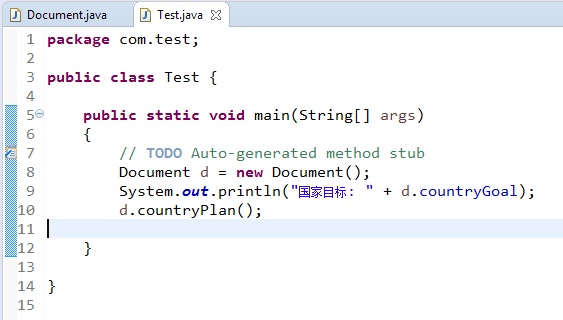 Document.java Test.java
1 package com.test;
2
3 public class Test {
4
5 public static void main(String[] args)
6 {
7 // TODO Auto-generated method stub
8 Document d = new Document();
9 System.out.println("国家目标: " + d.countryGoal);
10 d.countryPlan();
11
12 }
13
14 }
15